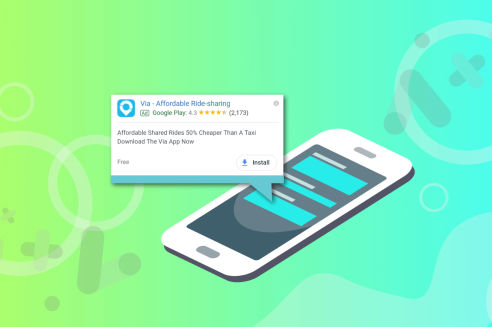 Via - Affordable Ride-sharing
Ad Google Play: 4.3 ★★★★★ (2,173)
Affordable Shared Rides 50% Cheaper Than A Taxi
Download The Via App Now
Free
Install